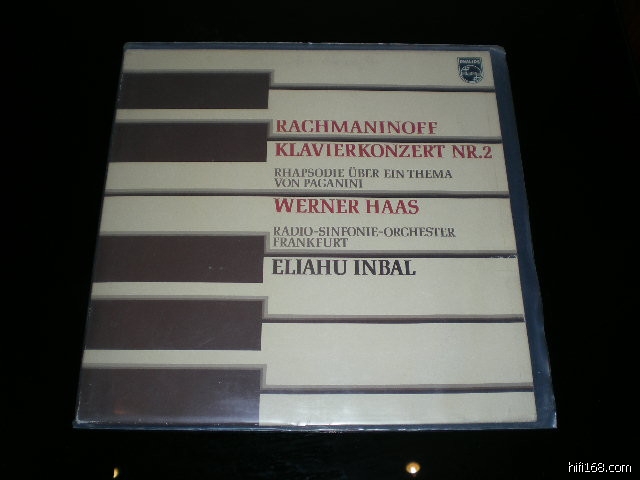 PHILIPS
RACHMANINOFF
KLAVIERKONZERT NR.2
RHAPSODIE ÜBER EIN THEMA
VON PAGANINI
WERNER HAAS
RADIO-SINFONIE-ORCHESTER
FRANKFURT
ELIAHU INBAL
hifi168.com